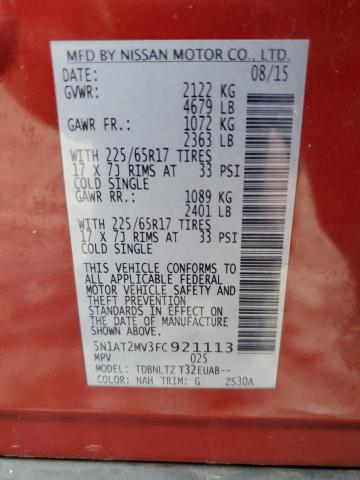 MFD BY NISSAN MOTOR CO., LTD.
DATE: 08/15
GVWR: 2122 KG
4679 LB
GAWR FR.: 1072 KG
2363 LB
WITH 225/65R17 TIRES
17 X 7J RIMS AT 33 PSI
COLD SINGLE
GAWR RR.: 1089 KG
2401 LB
WITH 225/65R17 TIRES
17 X 7J RIMS AT 33 PSI
COLD SINGLE
THIS VEHICLE CONFORMS TO
ALL APPLICABLE FEDERAL
MOTOR VEHICLE SAFETY AND
THEFT PREVENTION
STANDARDS IN EFFECT ON
THE DATE OF MANUFACTURE
SHOWN ABOVE.
5N1AT2MV3FC921113
MPV 025
MODEL: TDBNLTZ T32EUAB--
COLOR: NAH TRIM: G ZS30A